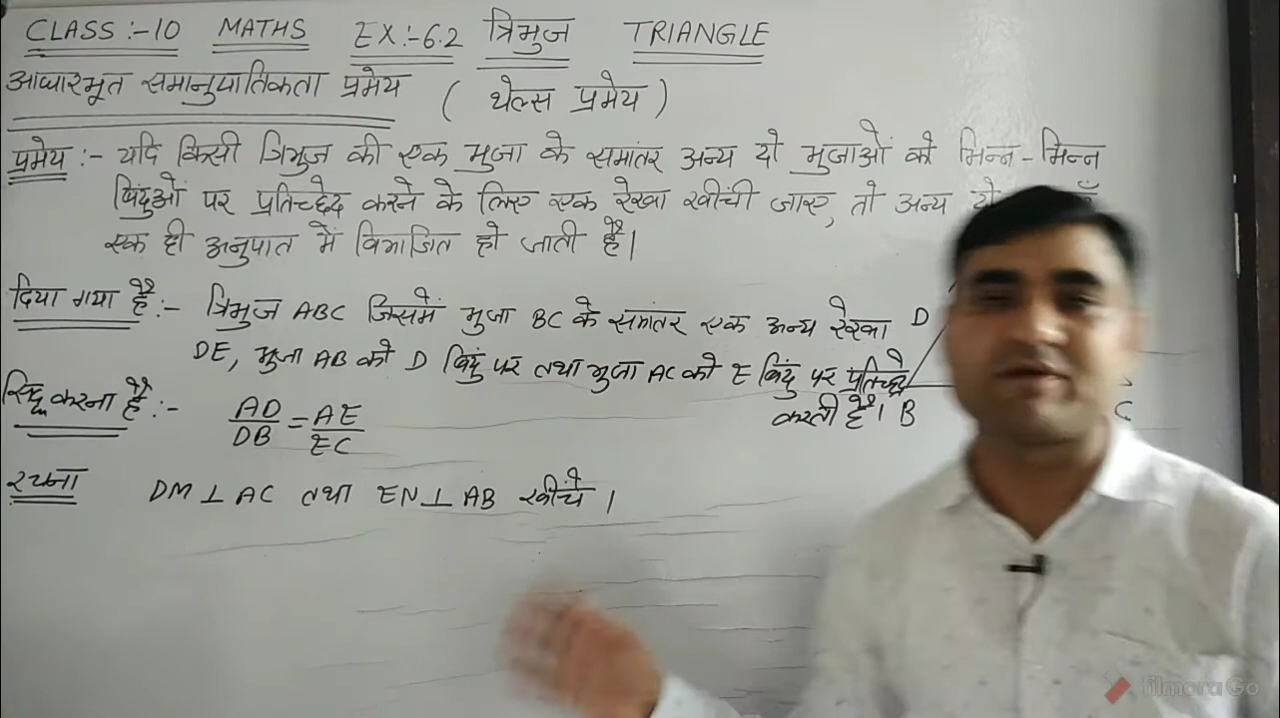 CLASS:-10 MATHS EX:-6.2 त्रिभुज TRIANGLE
आधारभूत समानुपातिकता प्रमेय ( थेल्स प्रमेय )
प्रमेय :- यदि किसी त्रिभुज की एक भुजा के समांतर अन्य दो भुजाओं को भिन्न-भिन्न
बिंदुओं पर प्रतिच्छेद करने के लिए एक रेखा खींची जाए, तो अन्य
एक ही अनुपात में विभाजित हो जाती है।
दिया गया है :- त्रिभुज ABC जिसमें भुजा BC के समांतर एक अन्य रेखा
DE, भुजा AB को D बिंदु पर तथा भुजा AC को E बिंदु पर प्रतिच्छेद
करती है।
सिद्ध करना है :- AD/DB = AE/EC
रचना DM ⊥ AC तथा EN ⊥ AB खींचे ।
D
B
C
filmora Go